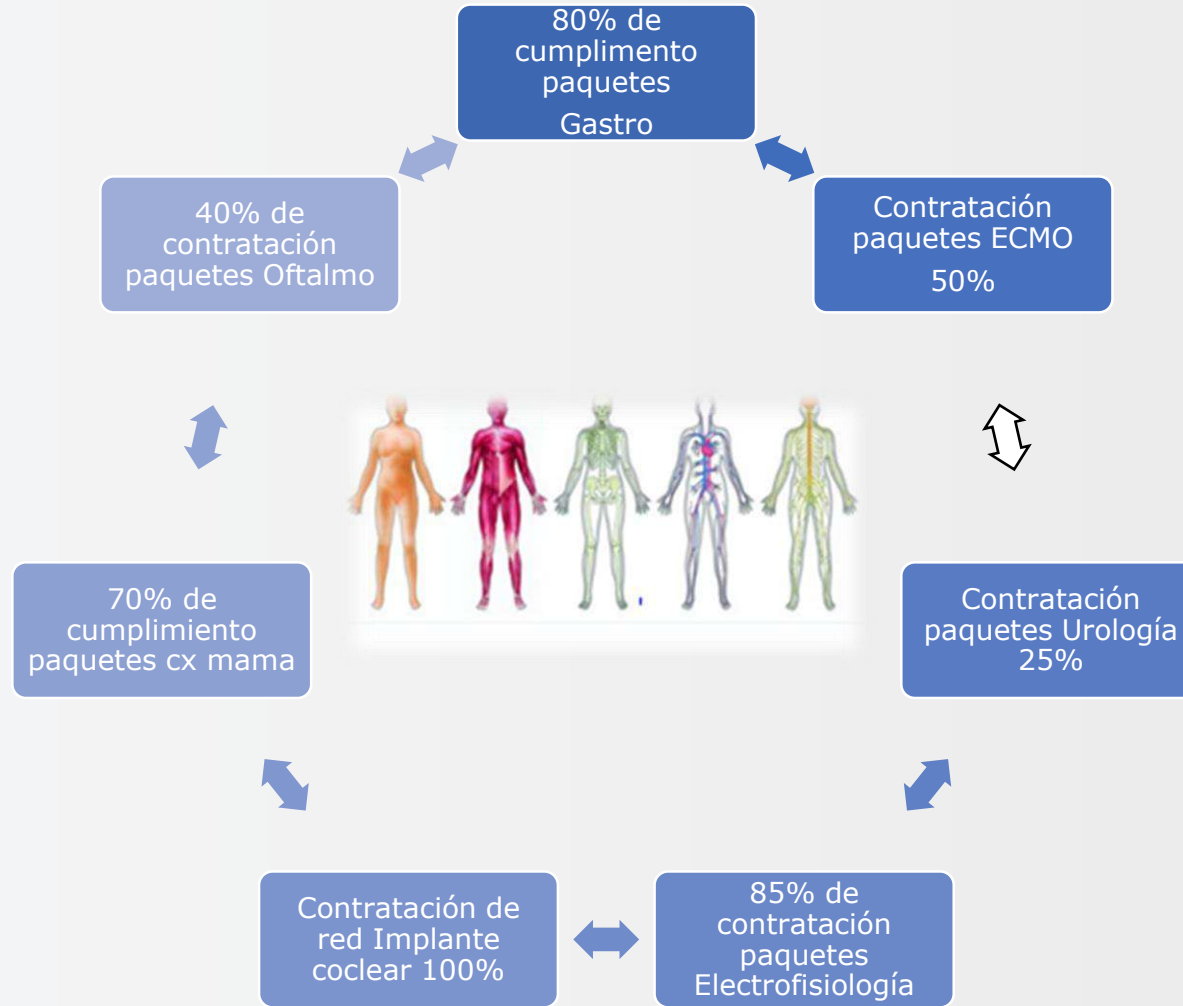 80% de
cumplimento
paquetes
Gastro
Contratación
paquetes ECMO
50%
Contratación
paquetes Urología
25%
85% de
contratación
paquetes
Electrofisiología
Contratación de
red Implante
coclear 100%
70% de
cumplimiento
paquetes cx mama
40% de
contratación
paquetes Oftalmo